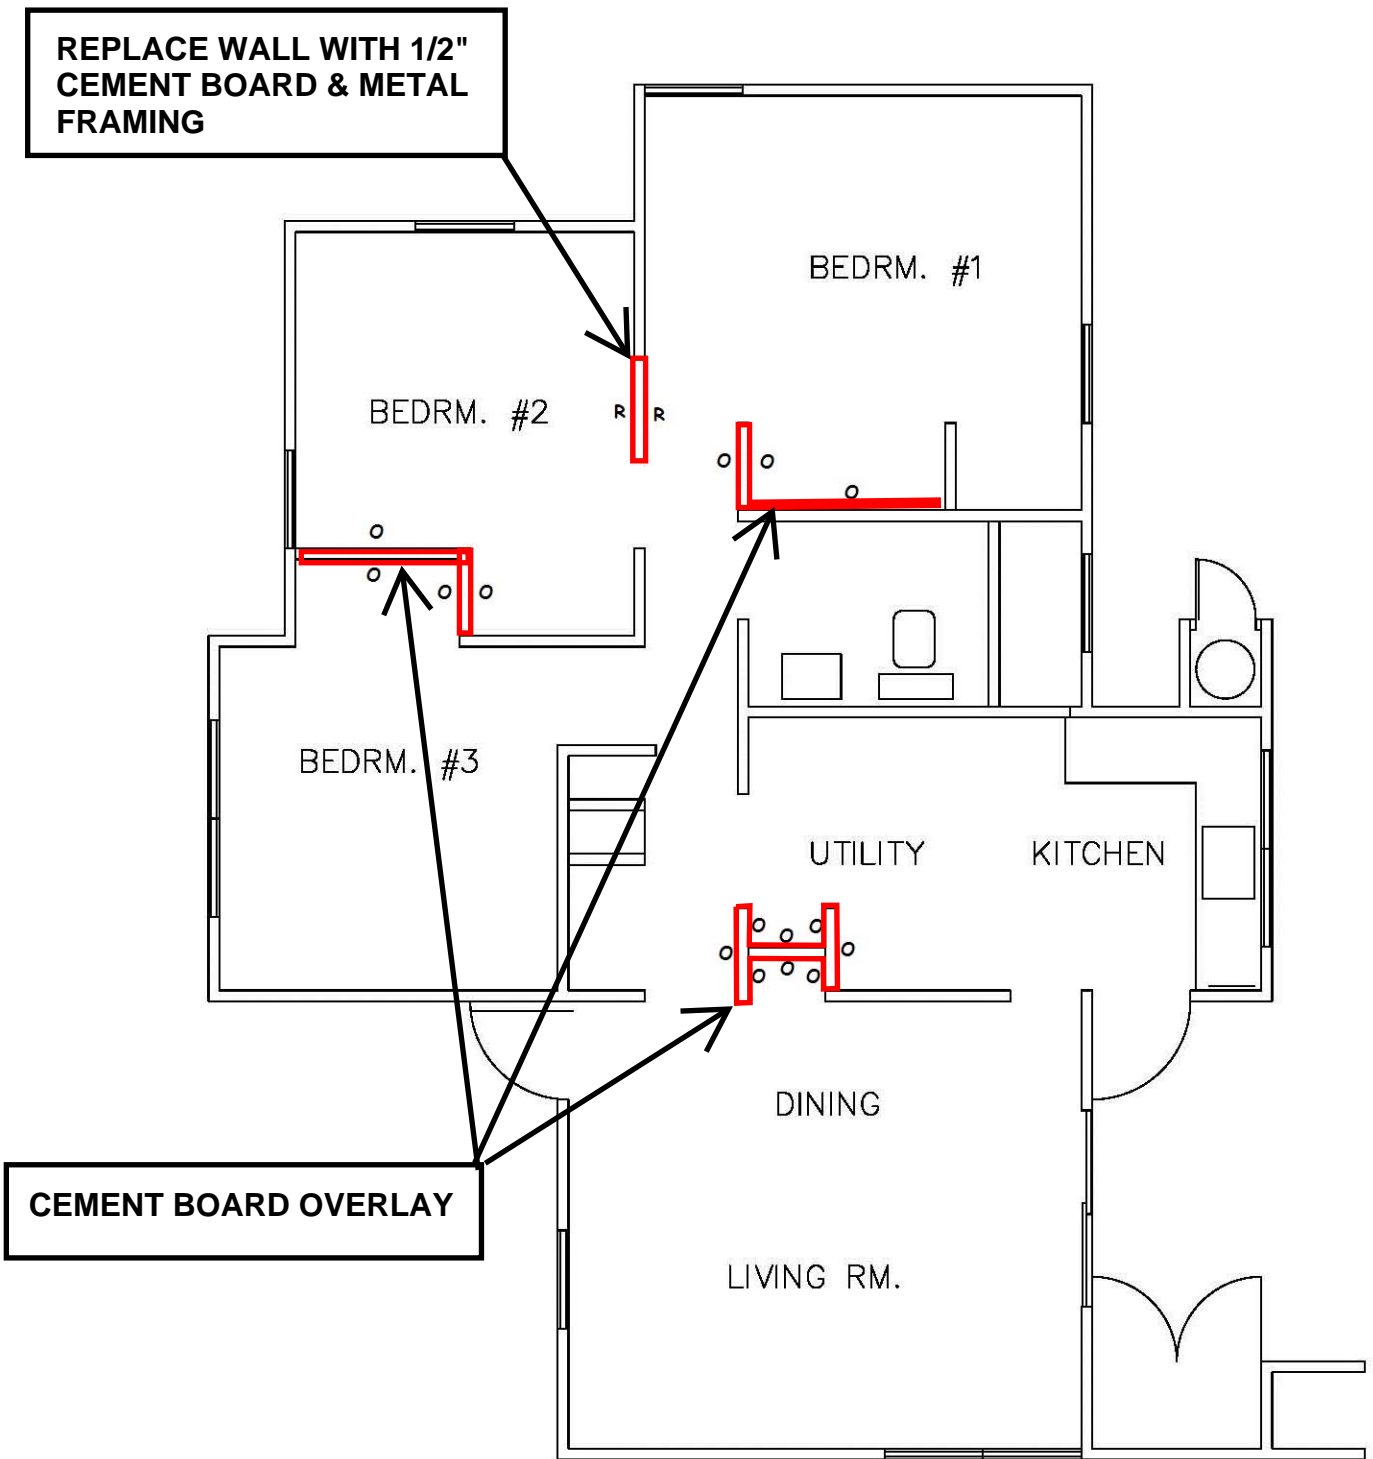 REPLACE WALL WITH 1/2"
CEMENT BOARD & METAL
FRAMING
BEDRM. #1
BEDRM. #2
R R
O O
O
O
O
O O
BEDRM. #3
UTILITY
KITCHEN
O O O
O O
O O O
DINING
CEMENT BOARD OVERLAY
LIVING RM.